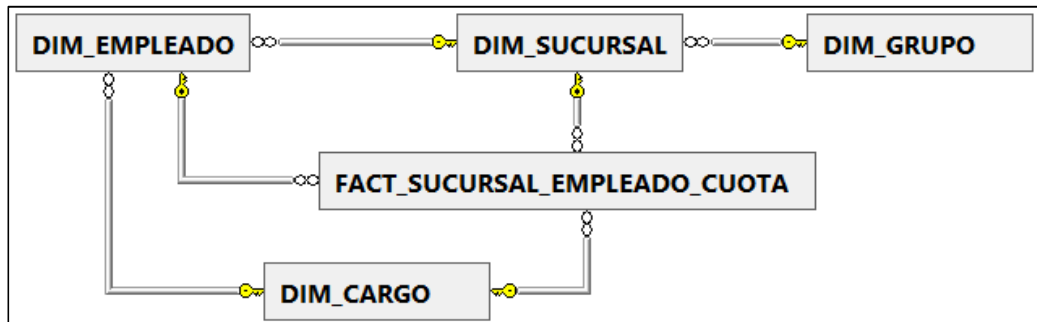 DIM_EMPLEADO
DIM_SUCURSAL
DIM_GRUPO
FACT_SUCURSAL_EMPLEADO_CUOTA
DIM_CARGO